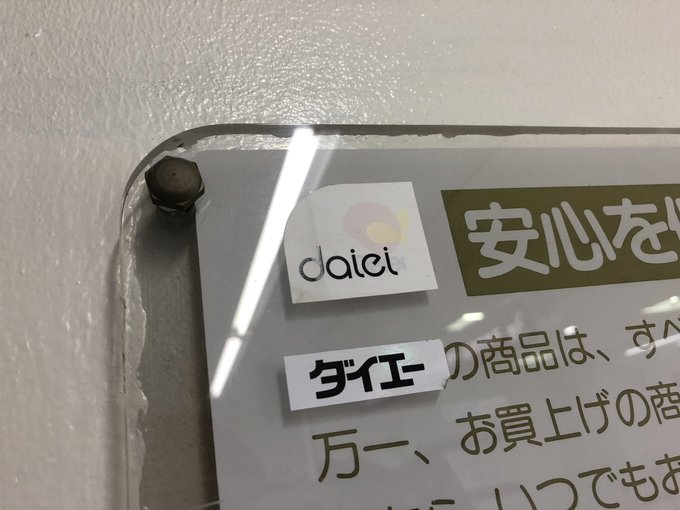 daiei
安心を
ダイエーの商品は、すべ
万一、お買上げの商
いつでもお